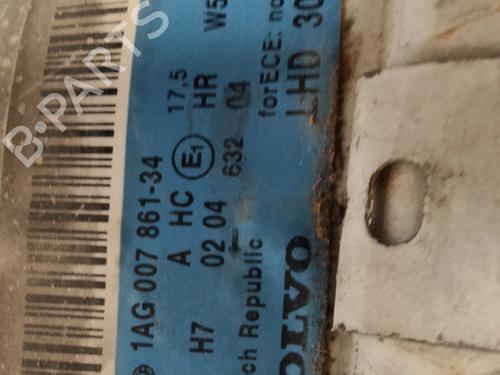 1AG 007 861-34
A HC E1 17,5
H7 02 04 632 HR W5
04
ch Republic forECE: no
VOLVO LHD 30
B-PARTS